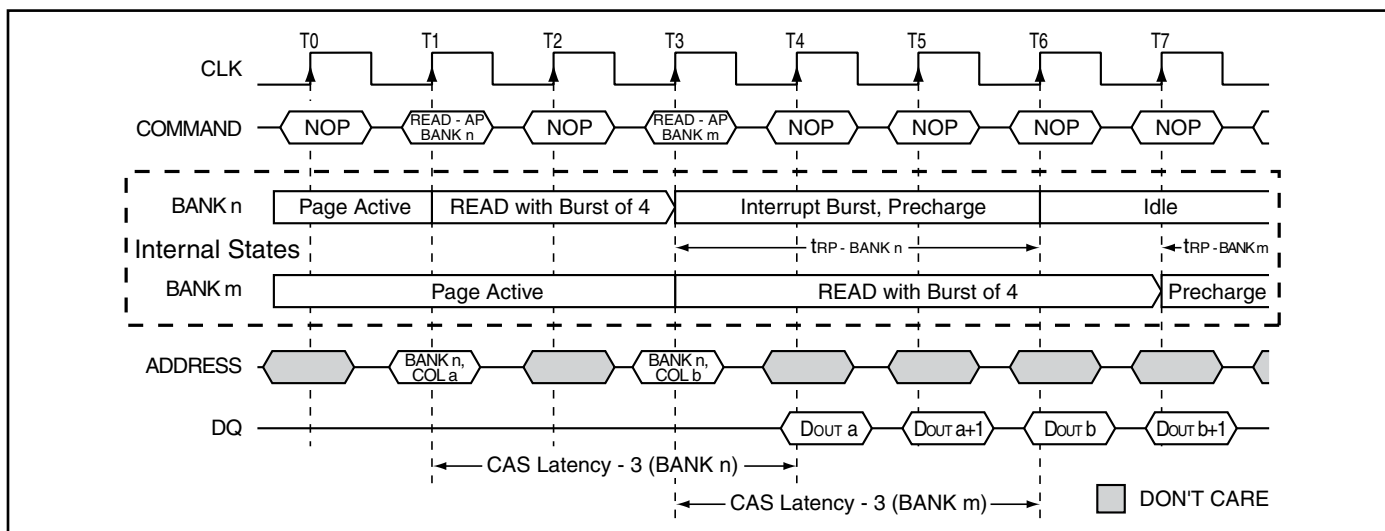 T0 T1 T2 T3 T4 T5 T6 T7
CLK
COMMAND NOP READ - AP BANK n NOP READ - AP BANK m NOP NOP NOP NOP
BANK n Page Active READ with Burst of 4 Interrupt Burst, Precharge Idle
Internal States tRP - BANK n tRP - BANK m
BANK m Page Active READ with Burst of 4 Precharge
ADDRESS BANK n, COL a BANK n, COL b
DQ DOUT a DOUT a+1 DOUT b DOUT b+1
CAS Latency - 3 (BANK n)
CAS Latency - 3 (BANK m) DON'T CARE